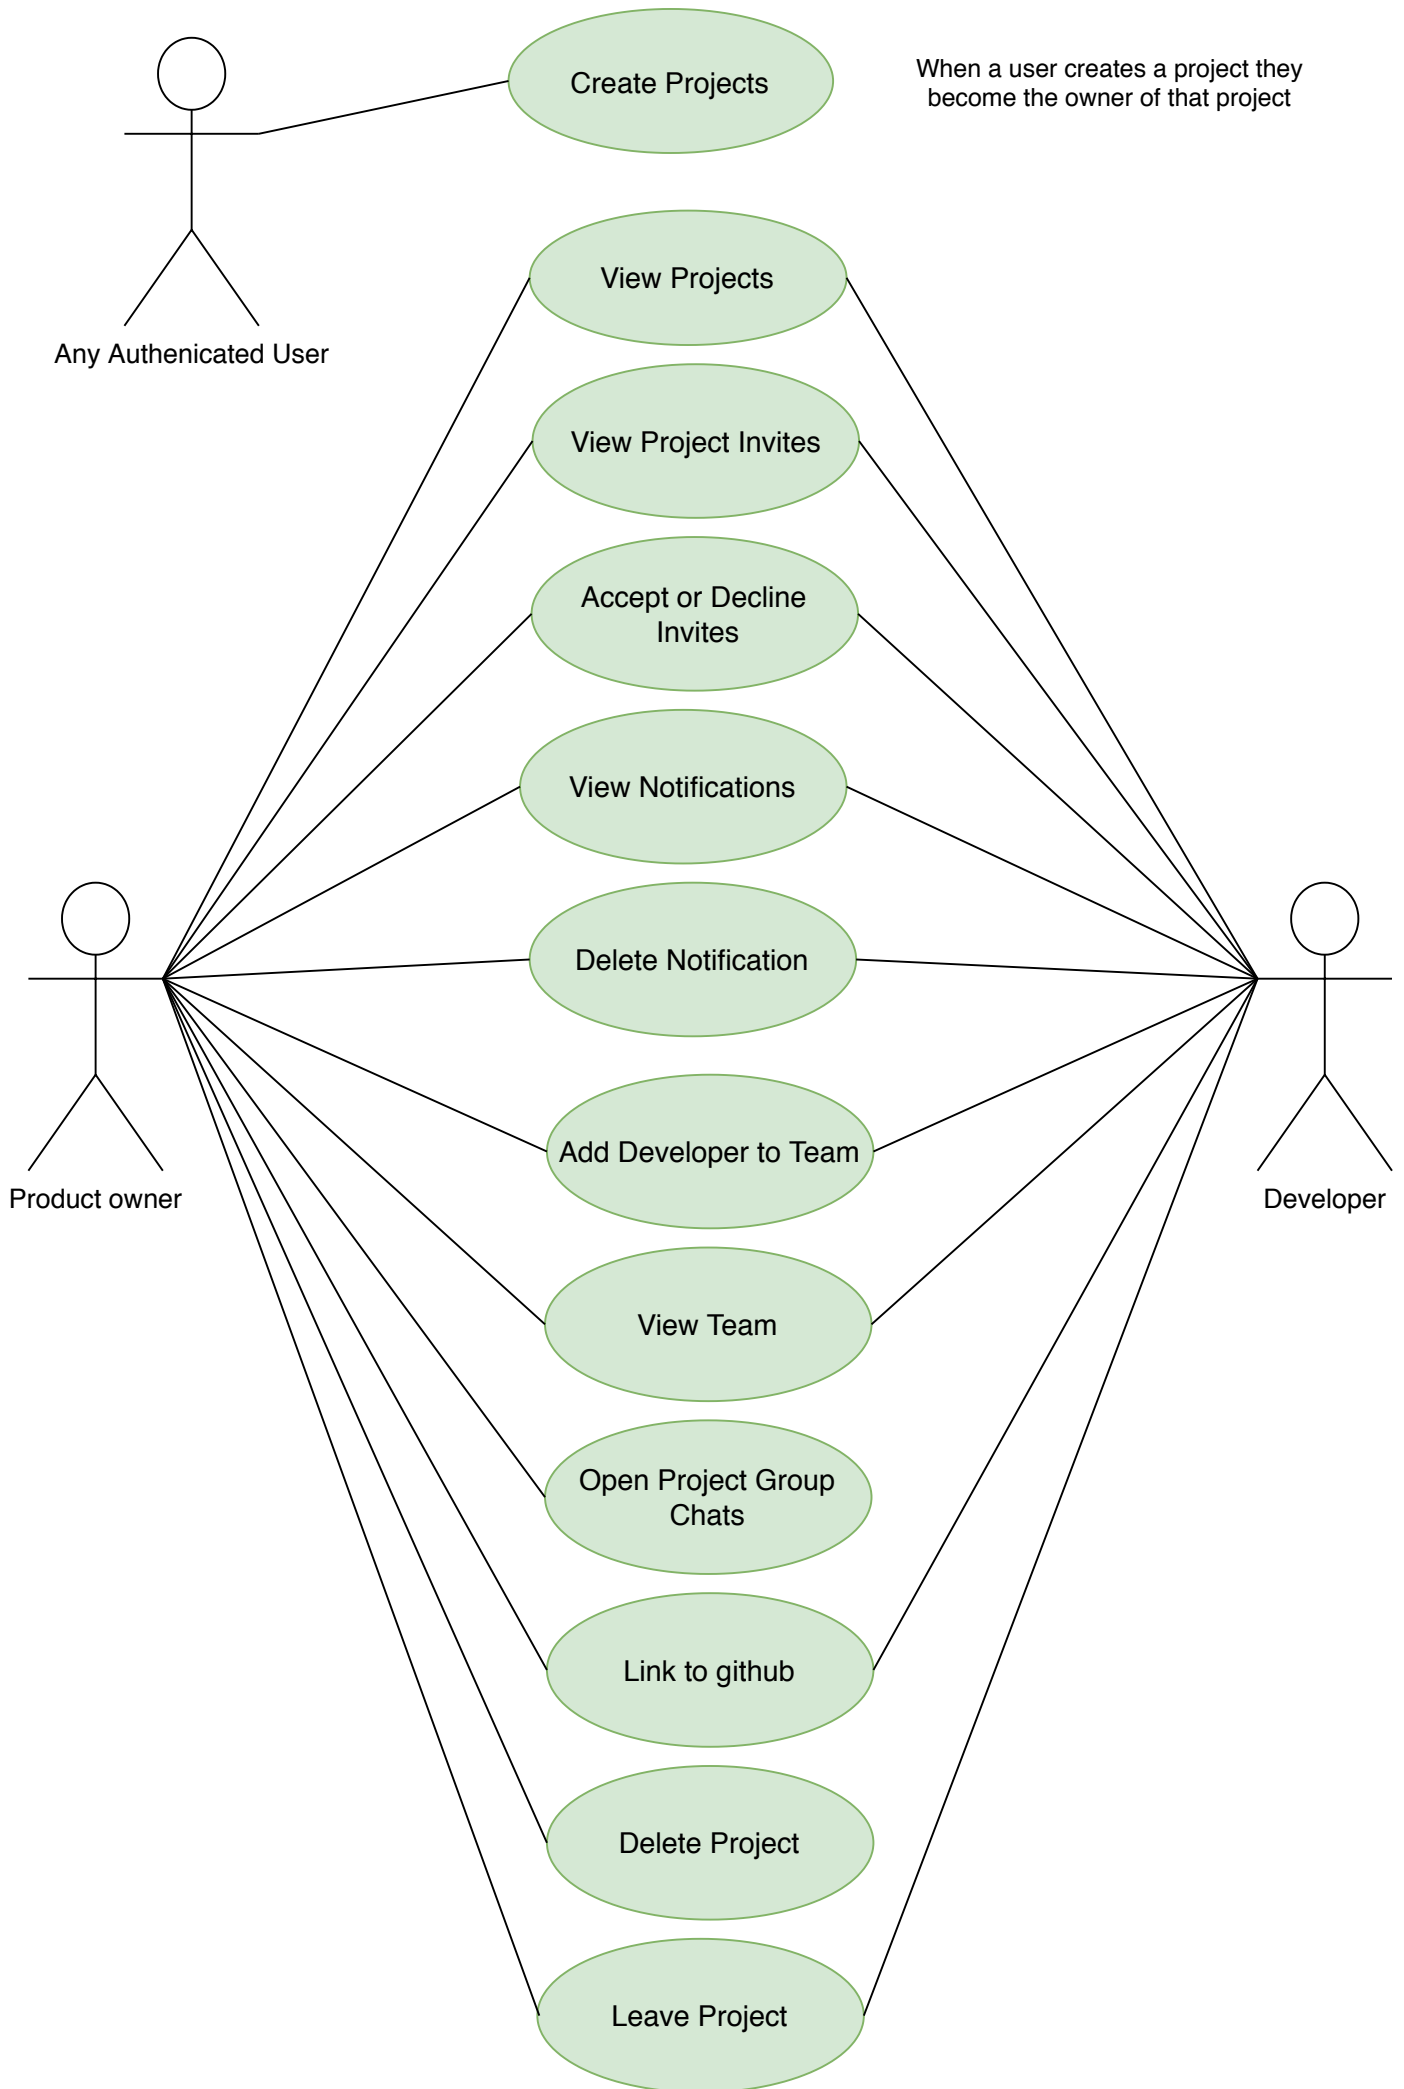 Create Projects
When a user creates a project they
become the owner of that project
View Projects
Any Authenicated User
View Project Invites
Accept or Decline
Invites
View Notifications
Delete Notification
Add Developer to Team
Product owner
Developer
View Team
Open Project Group
Chats
Link to github
Delete Project
Leave Project